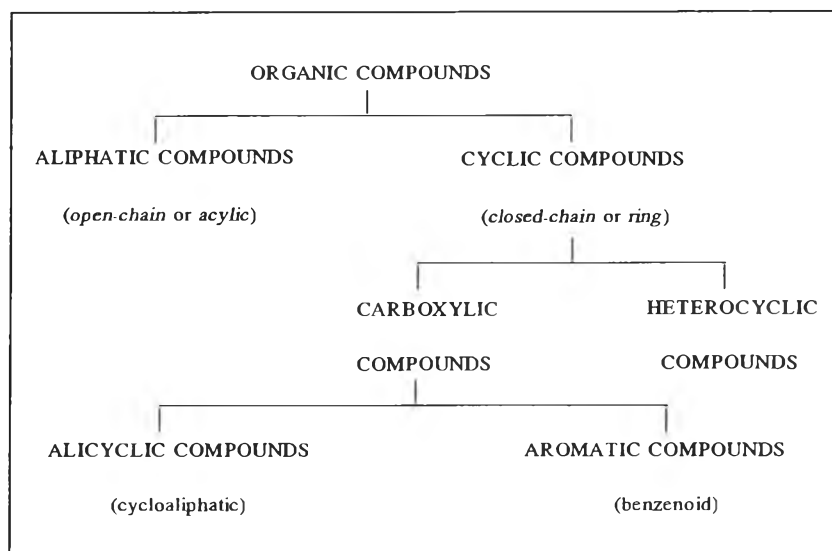 ORGANIC COMPOUNDS
ALIPHATIC COMPOUNDS CYCLIC COMPOUNDS
(open-chain or acylic) (closed-chain or ring)
CARBOXYLIC HETEROCYCLIC
COMPOUNDS COMPOUNDS
ALICYCLIC COMPOUNDS AROMATIC COMPOUNDS
(cycloaliphatic) (benzenoid)